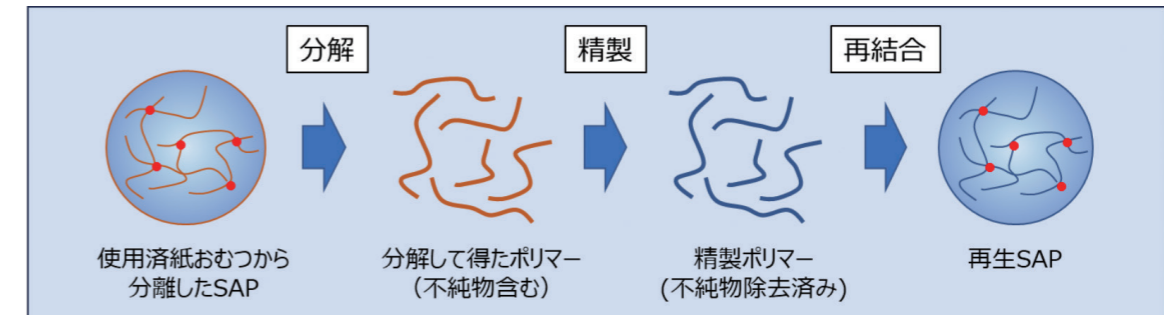 分解
精製
再結合
使用済紙おむつから
分離したSAP
分解して得たポリマー
（不純物含む）
精製ポリマー
(不純物除去済み)
再生SAP